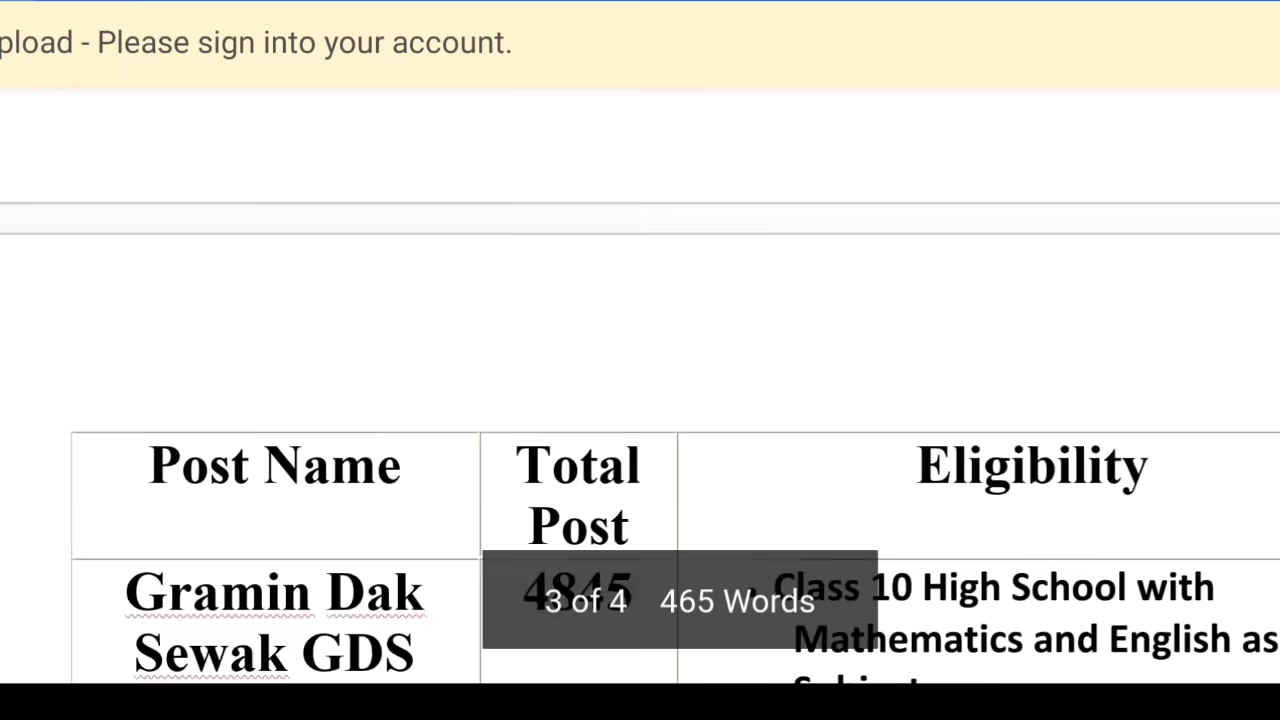 pload - Please sign into your account.
Post Name
Total
Post
Eligibility
Gramin Dak
Sewak GDS
4845
Class 10 High School with
Mathematics and English as
3 of 4 465 Words